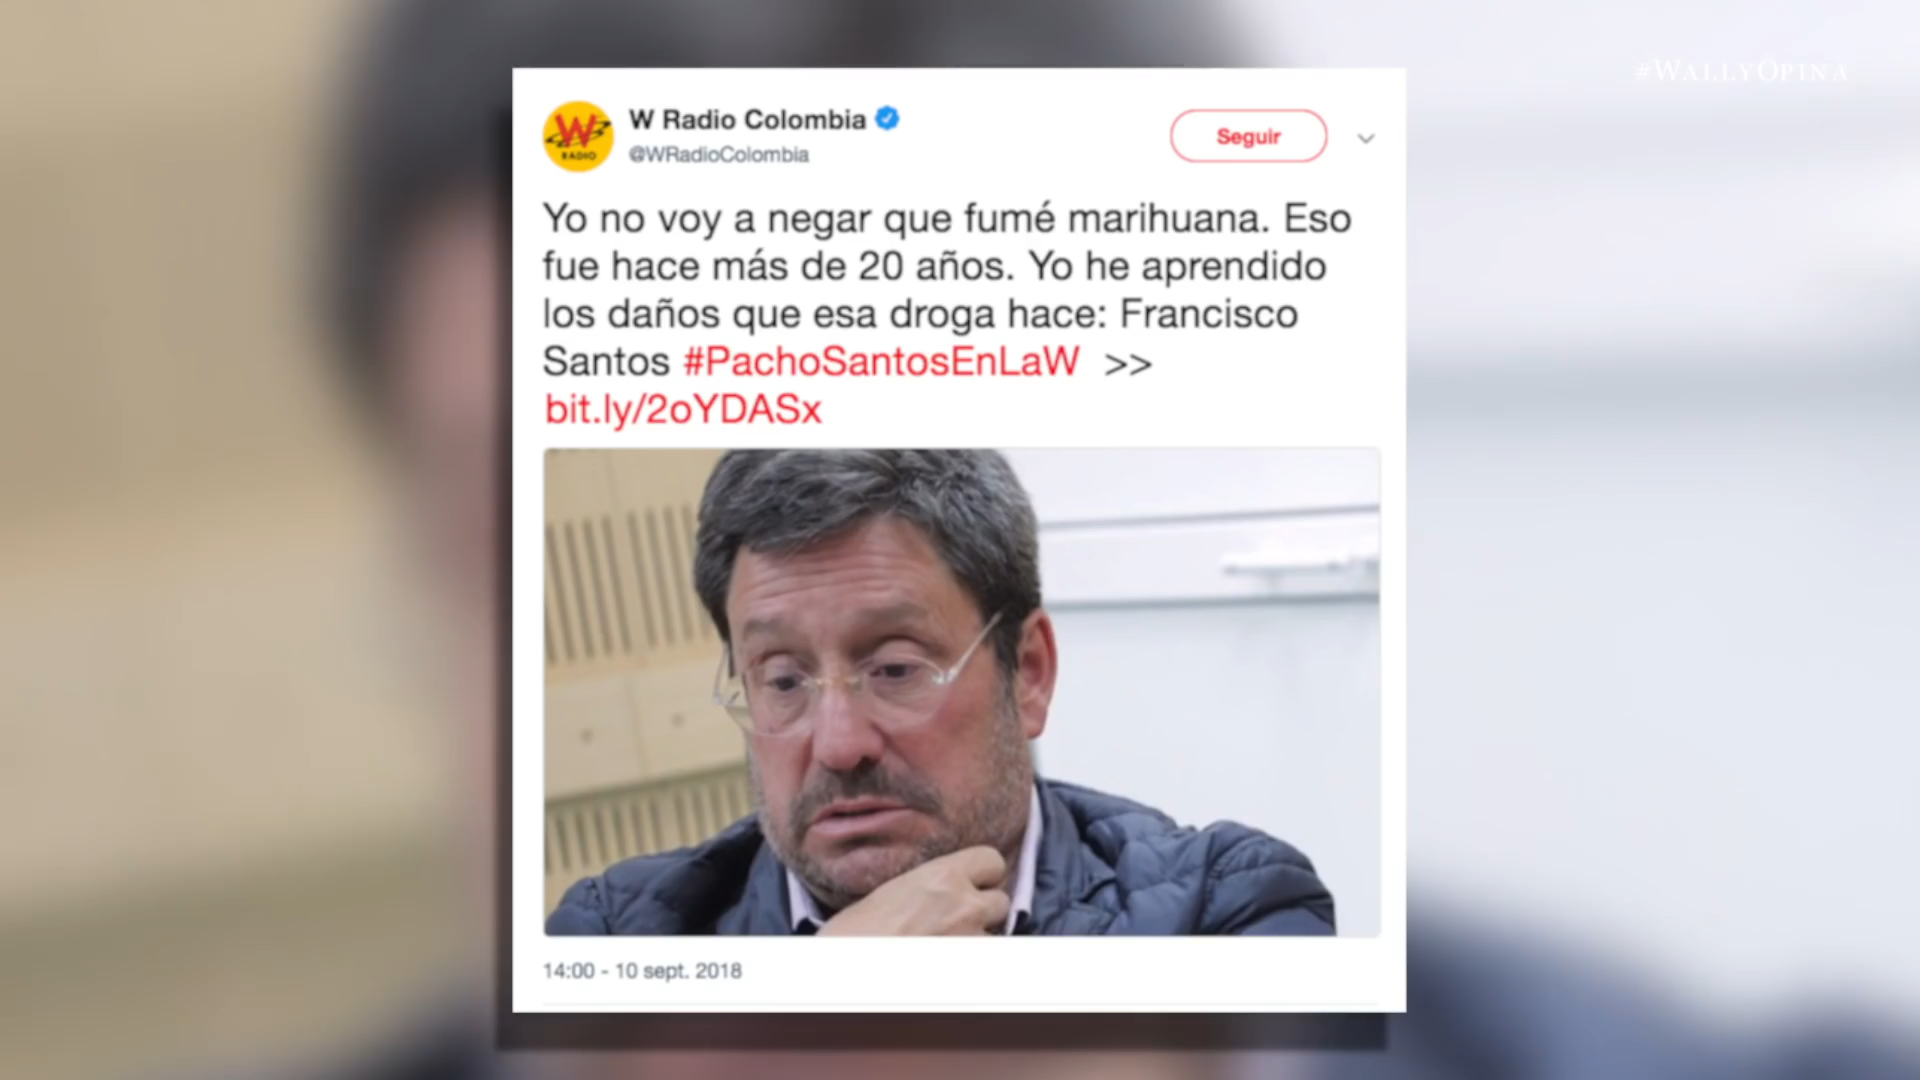 #WALLYOPINA
W Radio Colombia
@WRadioColombia
Seguir
W
RADIO
Yo no voy a negar que fumé marihuana. Eso
fue hace más de 20 años. Yo he aprendido
los daños que esa droga hace: Francisco
Santos #PachoSantosEnLaW >>
bit.ly/2oYDASx
14:00 - 10 sept. 2018